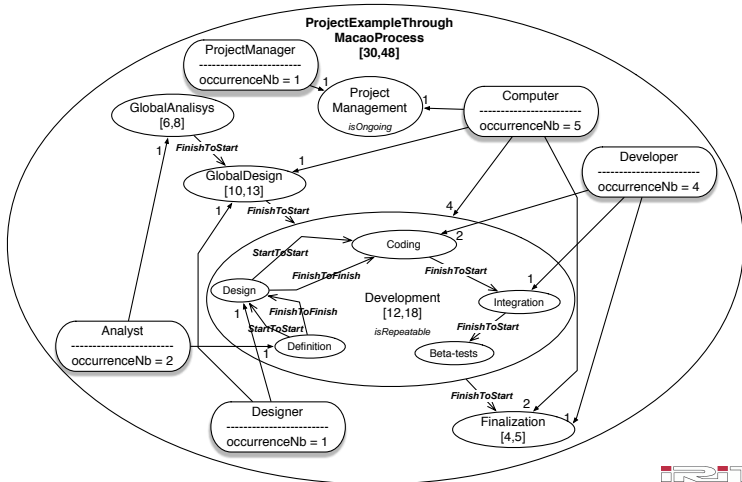 ProjectExampleThrough
MacaoProcess
[30,48]
ProjectManager
-------------------------
occurrenceNb = 1
1
Project
Management
isOngoing
1
Computer
-------------------------
occurrenceNb = 5
GlobalAnalisys
[6,8]
1
FinishToStart
1
Developer
-------------------------
occurrenceNb = 4
GlobalDesign
[10,13]
1
FinishToStart
4
Coding
2
StartToStart
FinishToFinish
FinishToStart
Design
1
Development
[12,18]
isRepeatable
1
Integration
FinishToFinish
StartToStart
Definition
1
FinishToStart
Beta-tests
Analyst
-------------------------
occurrenceNb = 2
FinishToStart
2
1
Finalization
[4,5]
Designer
-------------------------
occurrenceNb = 1
IRIT